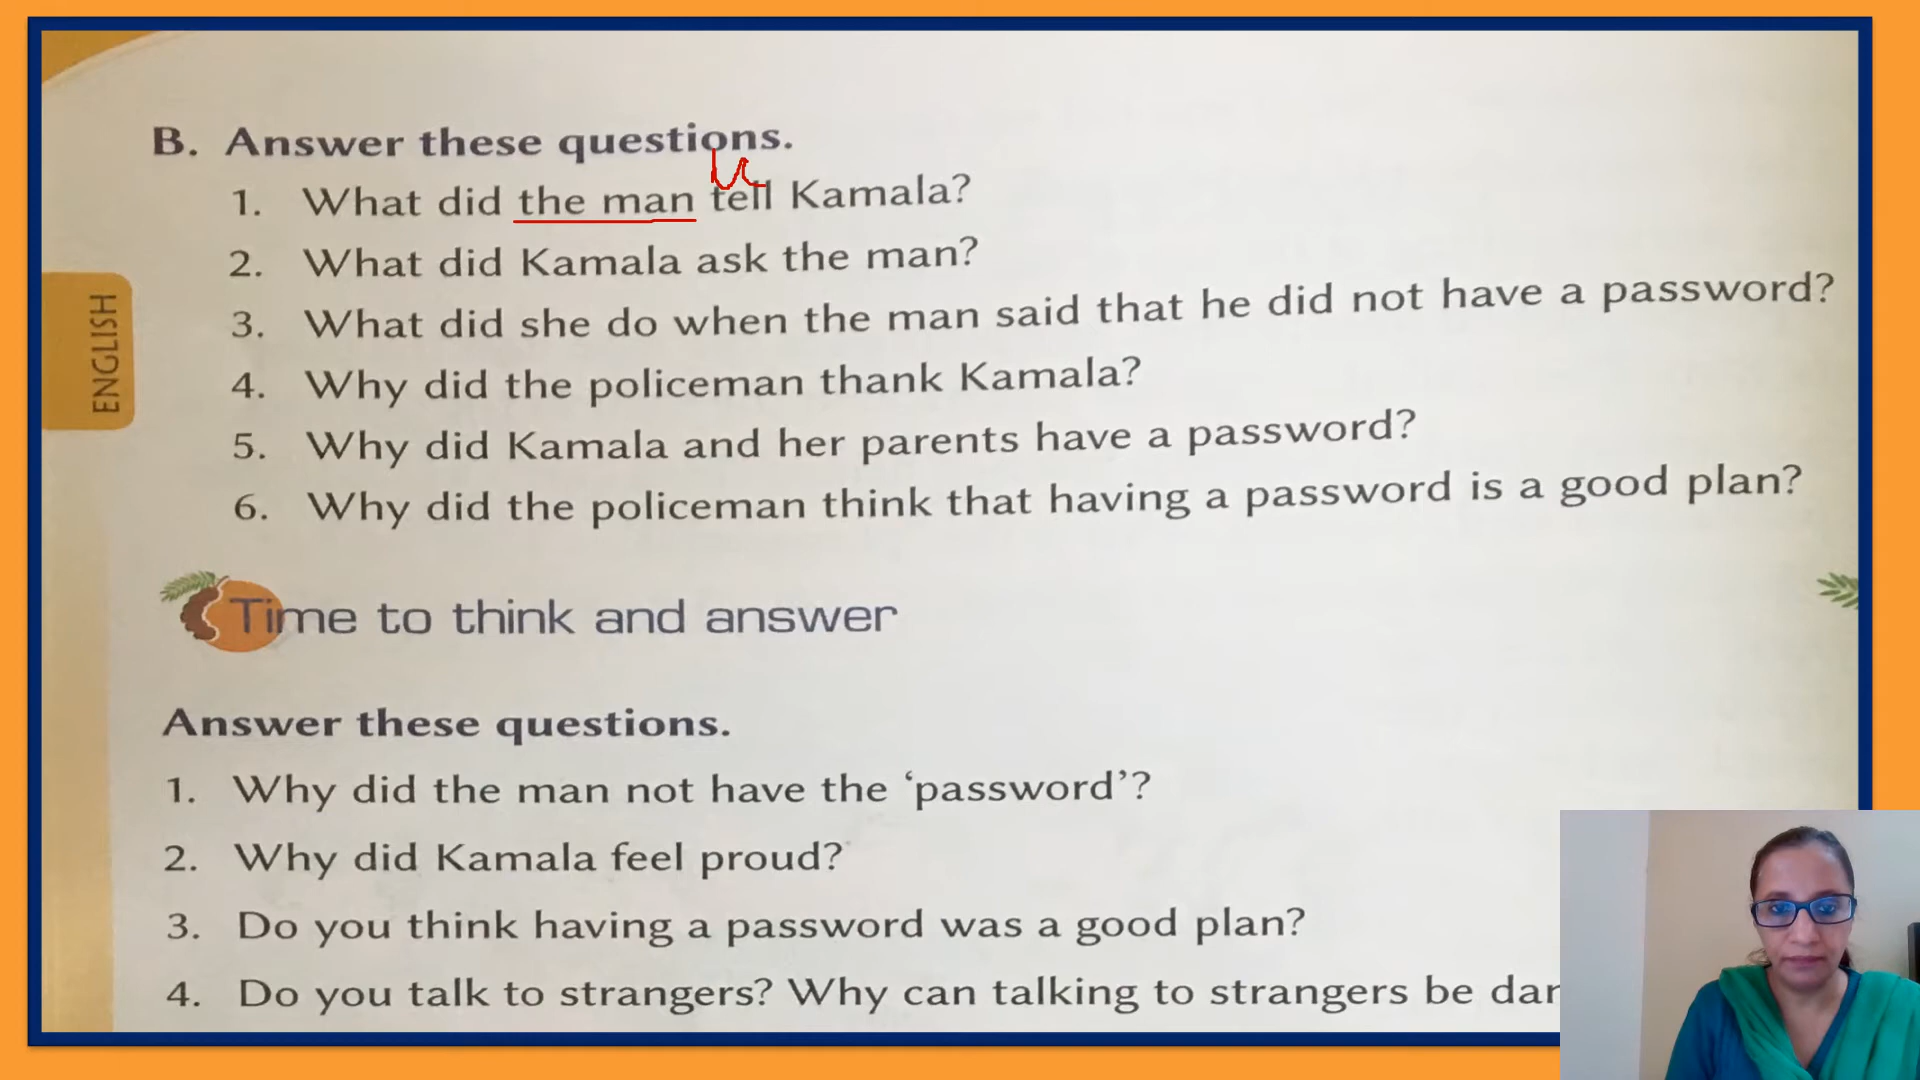 B. Answer these questions.
1. What did the man tell Kamala?
2. What did Kamala ask the man?
3. What did she do when the man said that he did not have a password?
4. Why did the policeman thank Kamala?
5. Why did Kamala and her parents have a password?
6. Why did the policeman think that having a password is a good plan?
ENGLISH
Time to think and answer
Answer these questions.
1. Why did the man not have the ‘password’?
2. Why did Kamala feel proud?
3. Do you think having a password was a good plan?
4. Do you talk to strangers? Why can talking to strangers be